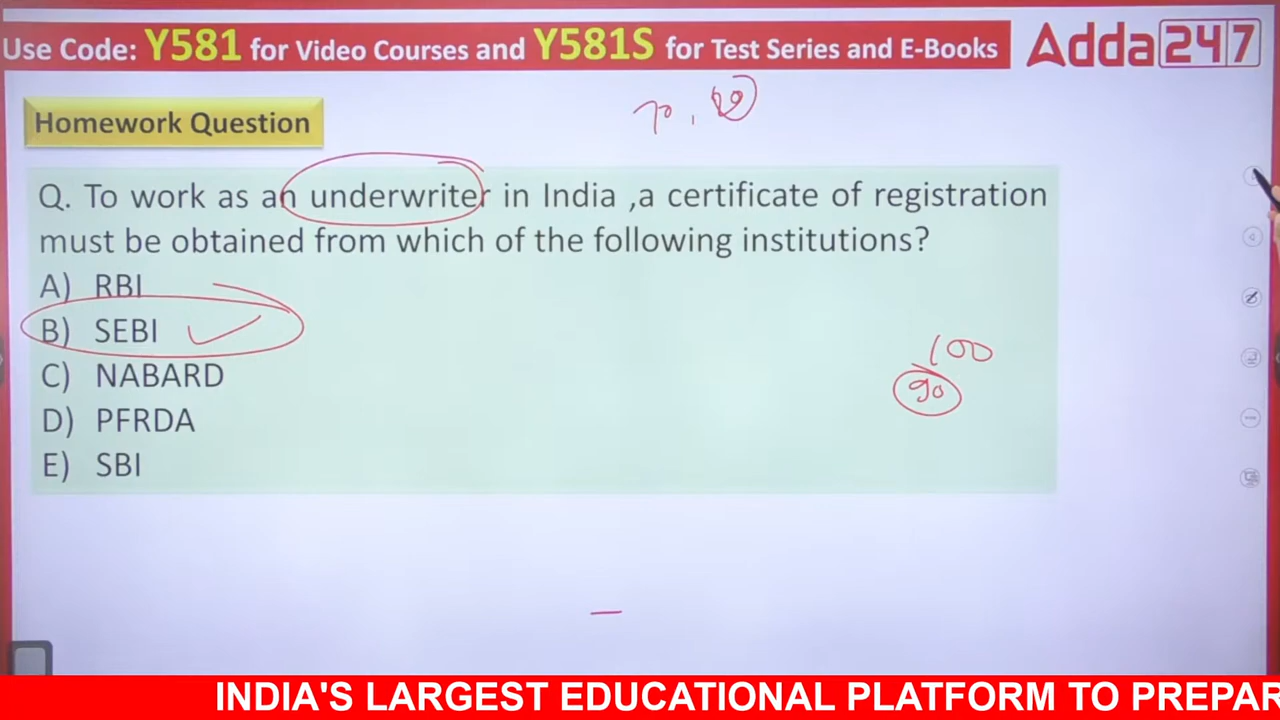 Use Code: Y581 for Video Courses and Y581S for Test Series and E-Books
Adda247
Homework Question
Q. To work as an underwriter in India ,a certificate of registration
must be obtained from which of the following institutions?
A) RBI
B) SEBI
C) NABARD
D) PFRDA
E) SBI
100
90
INDIA'S LARGEST EDUCATIONAL PLATFORM TO PREPAR